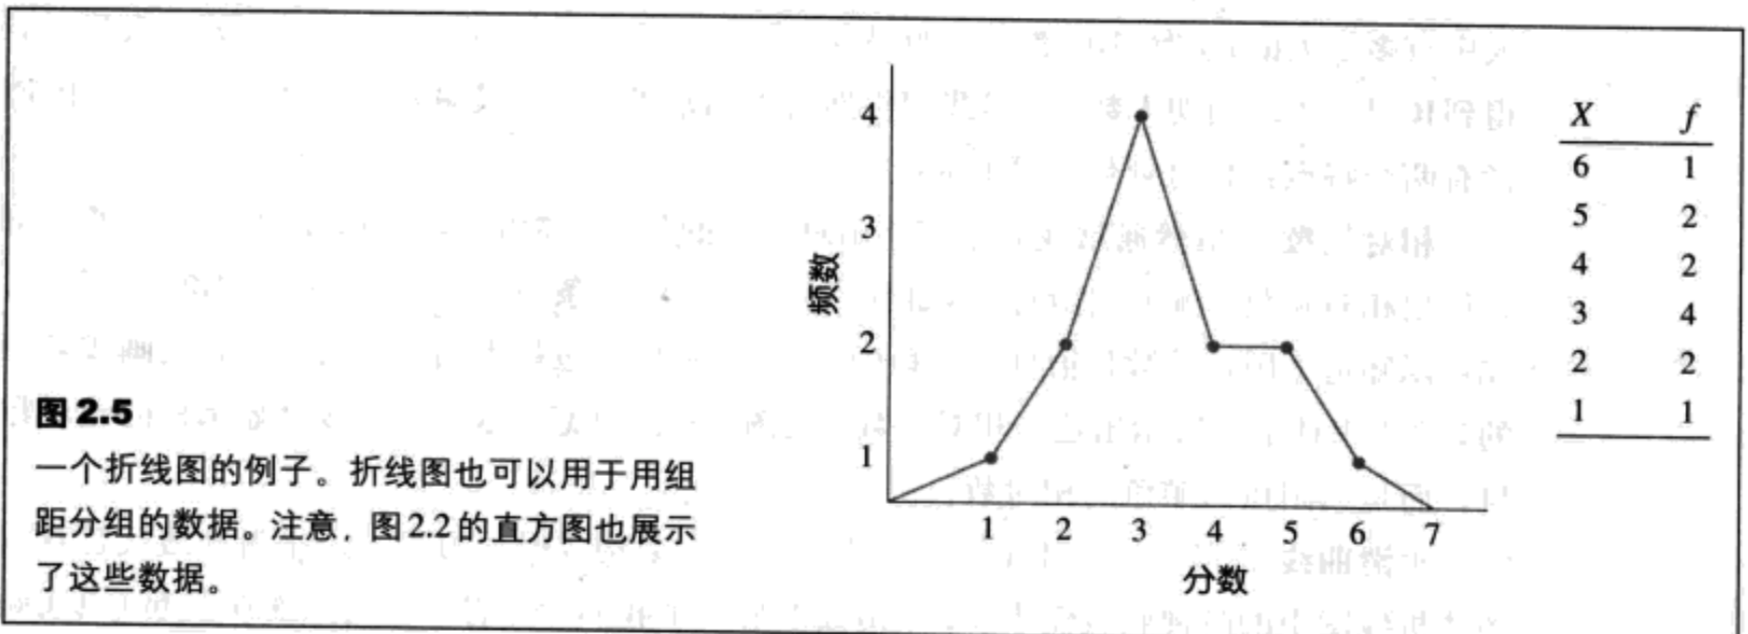 图2.5
一个折线图的例子。折线图也可以用于用组
距分组的数据。注意，图2.2的直方图也展示
了这些数据。
频数
4
3
2
1
1 2 3 4 5 6 7
分数
X f
6 1
5 2
4 2
3 4
2 2
1 1